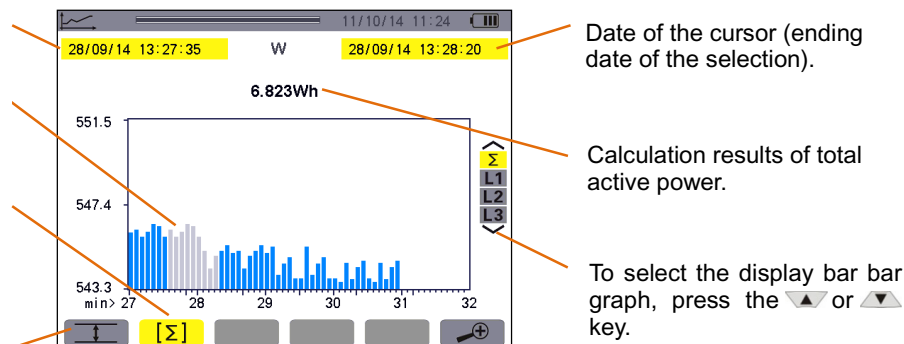 11/10/14 11:24
28/09/14 13:27:35 W 28/09/14 13:28:20
6.823Wh
551.5
547.4
543.3
min> 27 28 29 30 31 32
Σ
L1
L2
L3
[Σ]
Date of the cursor (ending
date of the selection).
Calculation results of total
active power.
To select the display bar bar
graph, press the ▲ or ▼
key.